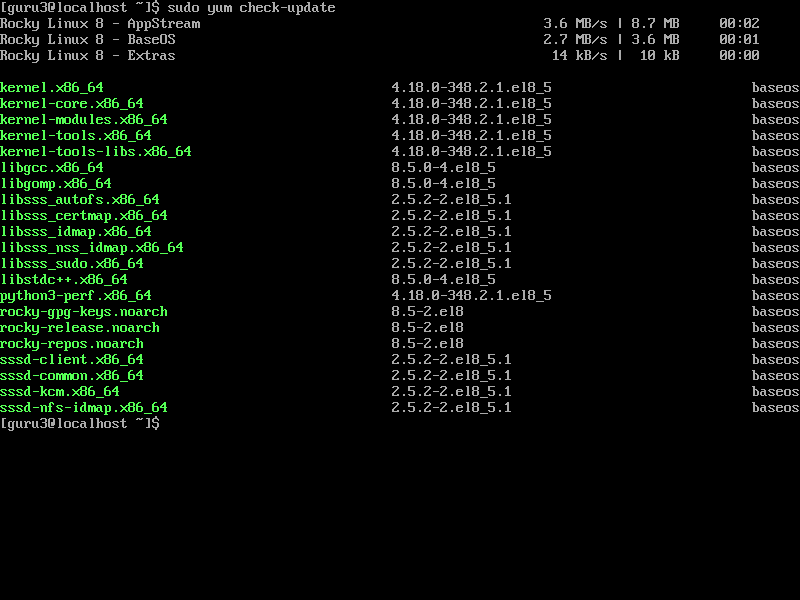 [guru3@localhost ~]$ sudo yum check-update
Rocky Linux 8 - AppStream 3.6 MB/s | 8.7 MB 00:02
Rocky Linux 8 - BaseOS 2.7 MB/s | 3.6 MB 00:01
Rocky Linux 8 - Extras 14 kB/s | 10 kB 00:00
kernel.x86_64 4.18.0-348.2.1.el8_5 baseos
kernel-core.x86_64 4.18.0-348.2.1.el8_5 baseos
kernel-modules.x86_64 4.18.0-348.2.1.el8_5 baseos
kernel-tools.x86_64 4.18.0-348.2.1.el8_5 baseos
kernel-tools-libs.x86_64 4.18.0-348.2.1.el8_5 baseos
libgcc.x86_64 8.5.0-4.el8_5 baseos
libgomp.x86_64 8.5.0-4.el8_5 baseos
libsss_autofs.x86_64 2.5.2-2.el8_5.1 baseos
libsss_certmap.x86_64 2.5.2-2.el8_5.1 baseos
libsss_idmap.x86_64 2.5.2-2.el8_5.1 baseos
libsss_nss_idmap.x86_64 2.5.2-2.el8_5.1 baseos
libsss_sudo.x86_64 2.5.2-2.el8_5.1 baseos
libstdc++.x86_64 8.5.0-4.el8_5 baseos
python3-perf.x86_64 4.18.0-348.2.1.el8_5 baseos
rocky-gpg-keys.noarch 8.5-2.el8 baseos
rocky-release.noarch 8.5-2.el8 baseos
rocky-repos.noarch 8.5-2.el8 baseos
sssd-client.x86_64 2.5.2-2.el8_5.1 baseos
sssd-common.x86_64 2.5.2-2.el8_5.1 baseos
sssd-kcm.x86_64 2.5.2-2.el8_5.1 baseos
sssd-nfs-idmap.x86_64 2.5.2-2.el8_5.1 baseos
[guru3@localhost ~]$